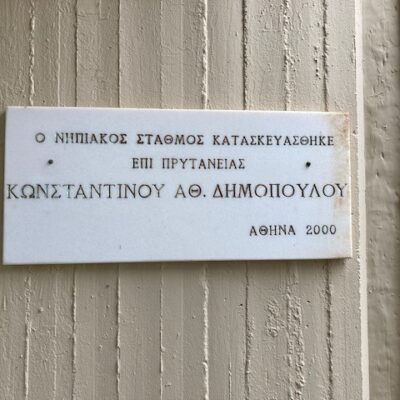 Ο ΝΗΠΙΑΚΟΣ ΣΤΑΘΜΟΣ ΚΑΤΑΣΚΕΥΑΣΘΗΚΕ
ΕΠΙ ΠΡΥΤΑΝΕΙΑΣ
ΚΩΝΣΤΑΝΤΙΝΟΥ ΑΘ. ΔΗΜΟΠΟΥΛΟΥ
ΑΘΗΝΑ 2000